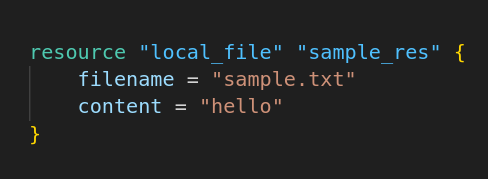 resource "local_file" "sample_res" {
    filename = "sample.txt"
    content = "hello"
}